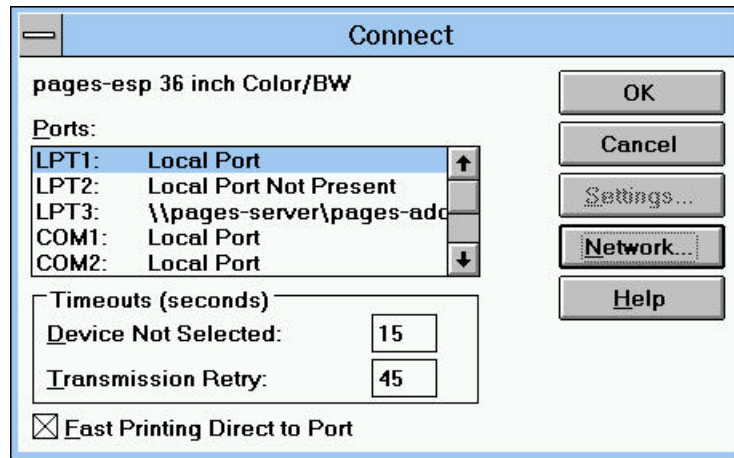 Connect
pages-esp 36 inch Color/BW
Ports:
LPT1: Local Port
LPT2: Local Port Not Present
LPT3: \\pages-server\pages-add
COM1: Local Port
COM2: Local Port
Timeouts (seconds)
Device Not Selected: 15
Transmission Retry: 45
Fast Printing Direct to Port
OK
Cancel
Settings...
Network...
Help